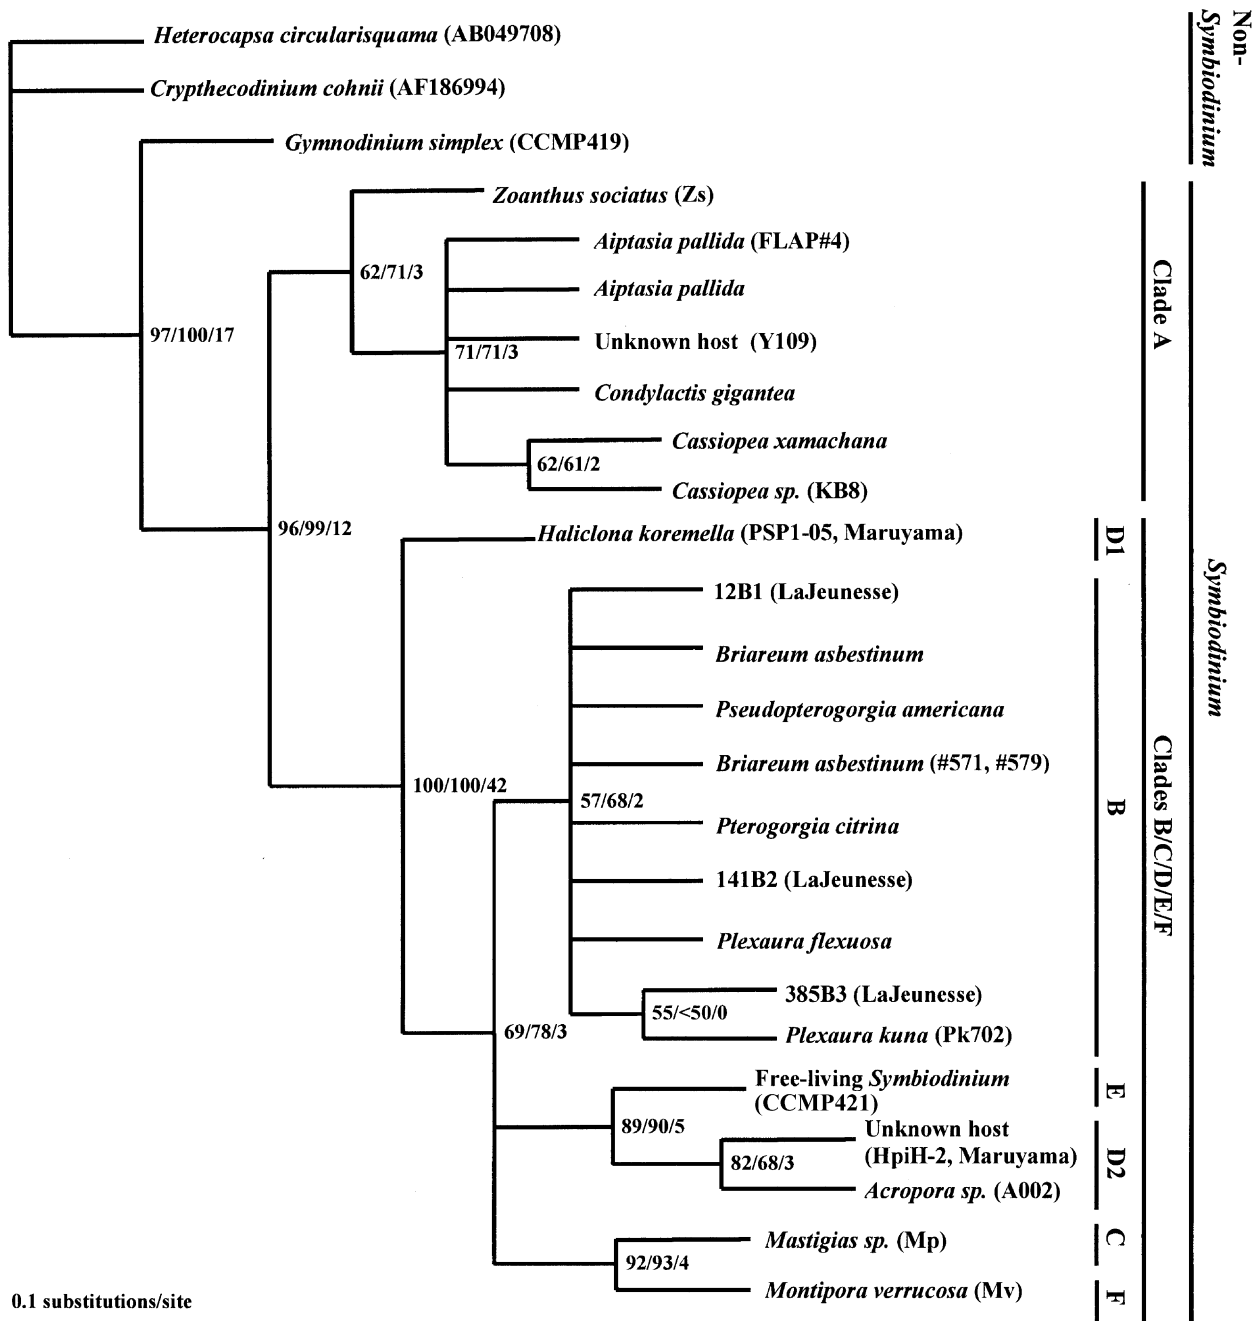 Non-
Symbiodinium
Heterocapsa circularisquama (AB049708)
Crypthecodinium cohnii (AF186994)
Gymnodinium simplex (CCMP419)
Zoanthus sociatus (Zs)
Aiptasia pallida (FLAP#4)
62/71/3
Aiptasia pallida
Clade A
97/100/17
Unknown host (Y109)
71/71/3
Condylactis gigantea
Cassiopea xamachana
62/61/2
Cassiopea sp. (KB8)
96/99/12
Haliclona koremella (PSP1-05, Maruyama)
D1
Symbiodinium
12B1 (LaJeunesse)
Briareum asbestinum
Pseudopterogorgia americana
Briareum asbestinum (#571, #579)
100/100/42
57/68/2
B
Clades B/C/D/E/F
Pterogorgia citrina
141B2 (LaJeunesse)
Plexaura flexuosa
385B3 (LaJeunesse)
55/<50/0
69/78/3
Plexaura kuna (Pk702)
Free-living Symbiodinium
(CCMP421)
E
89/90/5
Unknown host
(HpiH-2, Maruyama)
D2
82/68/3
Acropora sp. (A002)
Mastigias sp. (Mp)
C
92/93/4
Montipora verrucosa (Mv)
F
0.1 substitutions/site